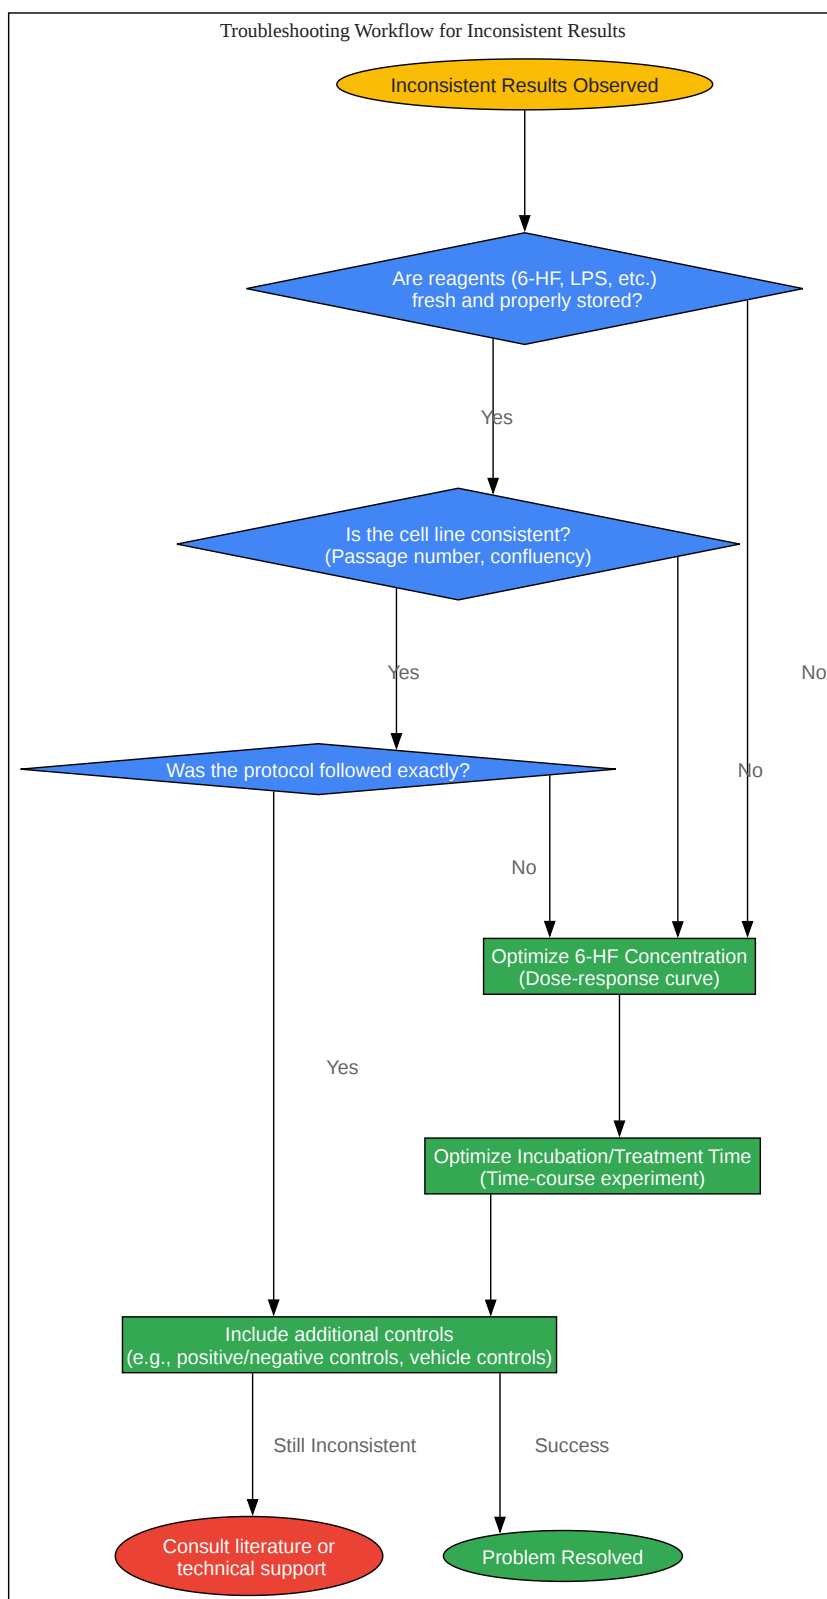 Troubleshooting Workflow for Inconsistent Results
Inconsistent Results Observed
Are reagents (6-HF, LPS, etc.)
fresh and properly stored?
Yes
Is the cell line consistent?
(Passage number, confluency)
Yes
No
Was the protocol followed exactly?
No
No
Optimize 6-HF Concentration
(Dose-response curve)
Yes
Optimize Incubation/Treatment Time
(Time-course experiment)
Include additional controls
(e.g., positive/negative controls, vehicle controls)
Still Inconsistent
Success
Consult literature or
technical support
Problem Resolved